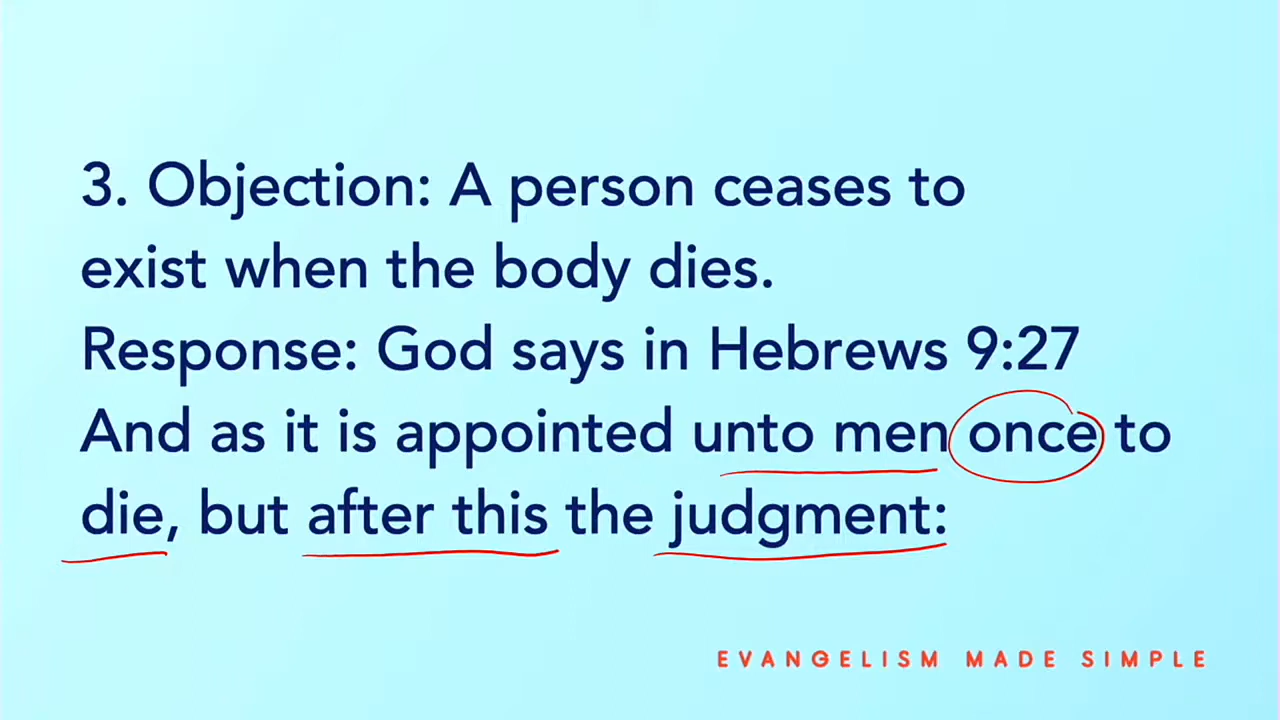 3. Objection: A person ceases to
exist when the body dies.
Response: God says in Hebrews 9:27
And as it is appointed unto men once to
die, but after this the judgment:
EVANGELISM MADE SIMPLE